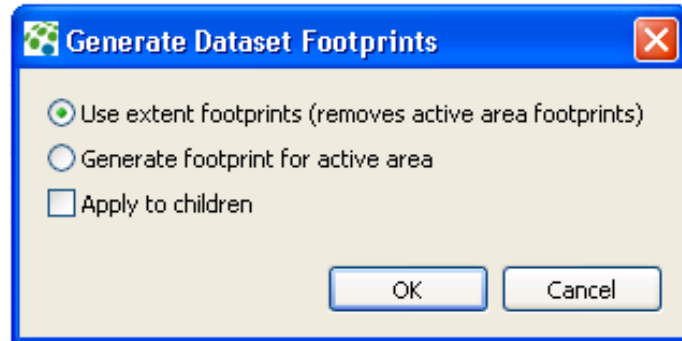 Generate Dataset Footprints
Use extent footprints (removes active area footprints)
Generate footprint for active area
Apply to children
OK Cancel